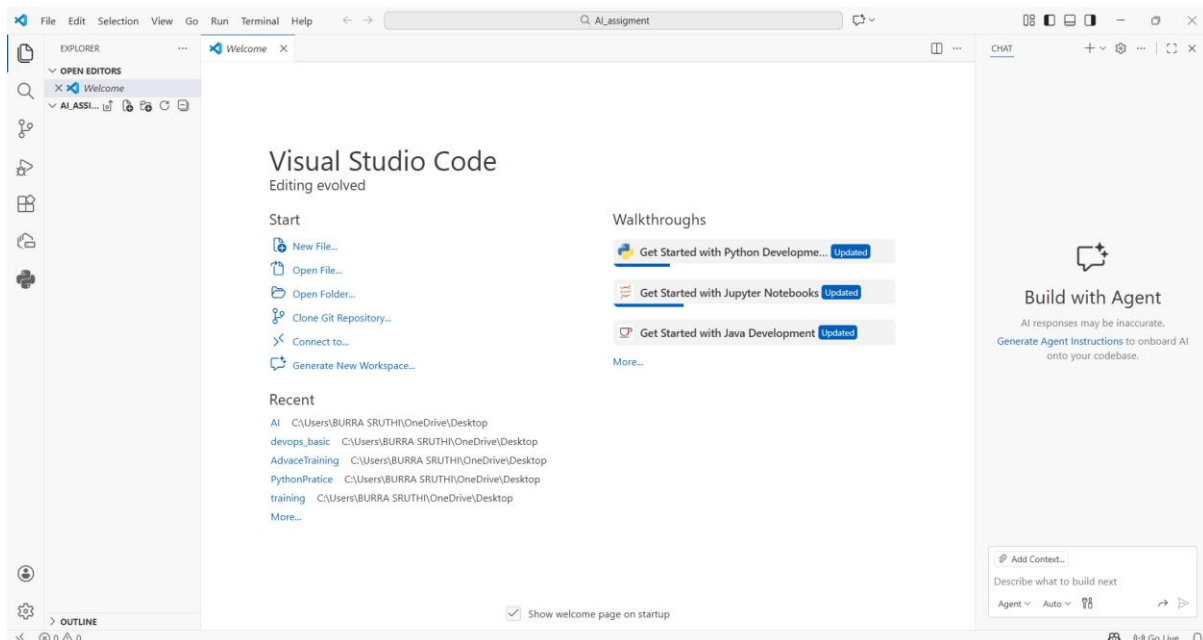 File Edit Selection View Go Run Terminal Help
AI_assigment
EXPLORER
OPEN EDITORS
Welcome
AI_ASSI...
OUTLINE
Welcome
Visual Studio Code
Editing evolved
Start
New File...
Open File...
Open Folder...
Clone Git Repository...
Connect to...
Generate New Workspace...
Recent
AI C:\Users\BURRA SRUTHI\OneDrive\Desktop
devops_basic C:\Users\BURRA SRUTHI\OneDrive\Desktop
AdvaceTraining C:\Users\BURRA SRUTHI\OneDrive\Desktop
PythonPratice C:\Users\BURRA SRUTHI\OneDrive\Desktop
training C:\Users\BURRA SRUTHI\OneDrive\Desktop
More...
Walkthroughs
Get Started with Python Developme... Updated
Get Started with Jupyter Notebooks Updated
Get Started with Java Development Updated
More...
Show welcome page on startup
CHAT
Build with Agent
AI responses may be inaccurate.
Generate Agent Instructions to onboard AI
onto your codebase.
Add Context...
Describe what to build next
Agent Auto
0 0
Go Live